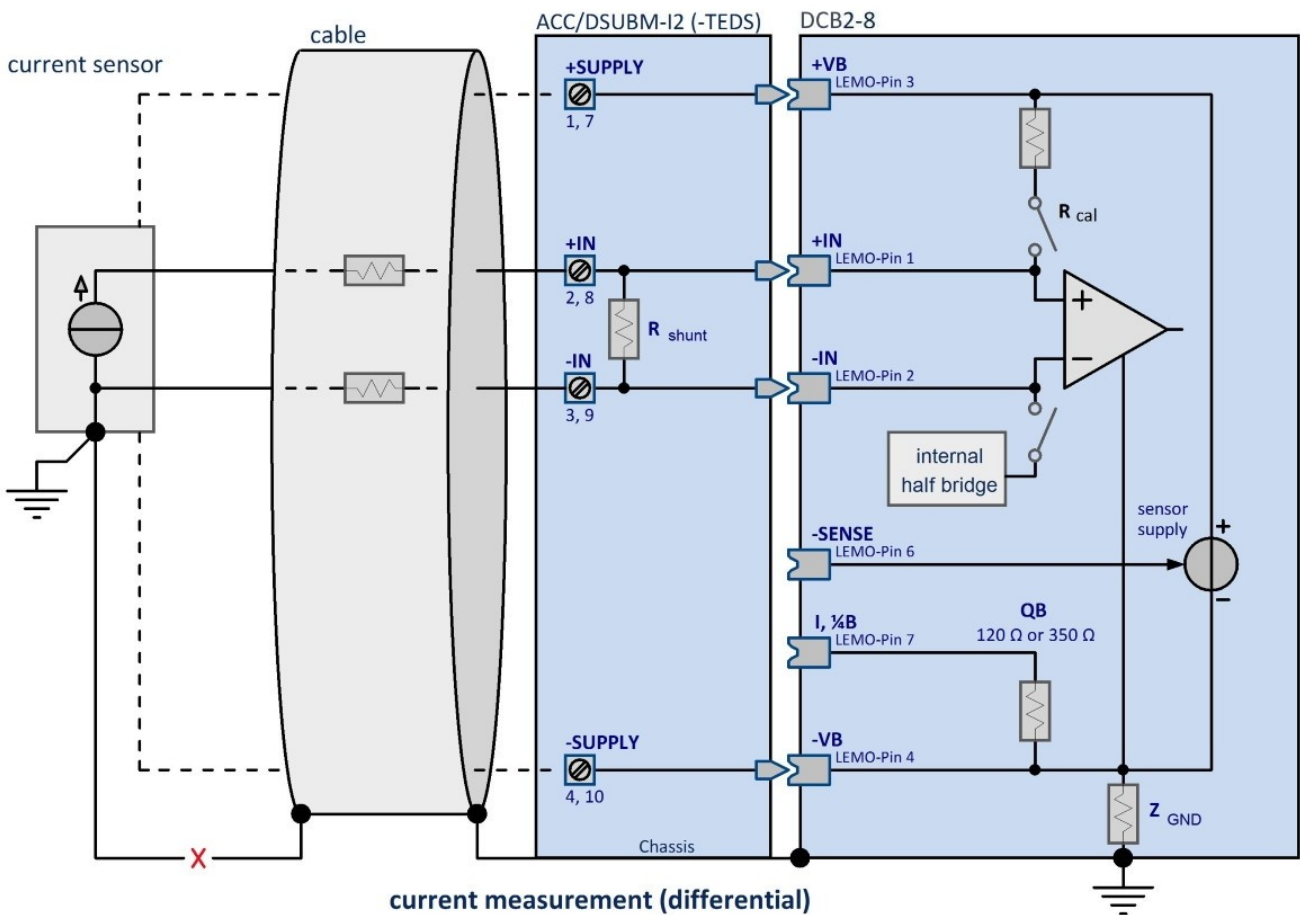 ACC/DSUBM-I2 (-TEDS)
DCB2-8
cable
current sensor
+SUPPLY
1, 7
+VB
LEMO-Pin 3
R cal
+IN
2, 8
+IN
LEMO-Pin 1
+
R shunt
-IN
3, 9
-IN
LEMO-Pin 2
−
internal
half bridge
sensor
supply
+
−
-SENSE
LEMO-Pin 6
I, ¼B
LEMO-Pin 7
QB
120 Ω or 350 Ω
-SUPPLY
4, 10
-VB
LEMO-Pin 4
Z GND
Chassis
X
current measurement (differential)